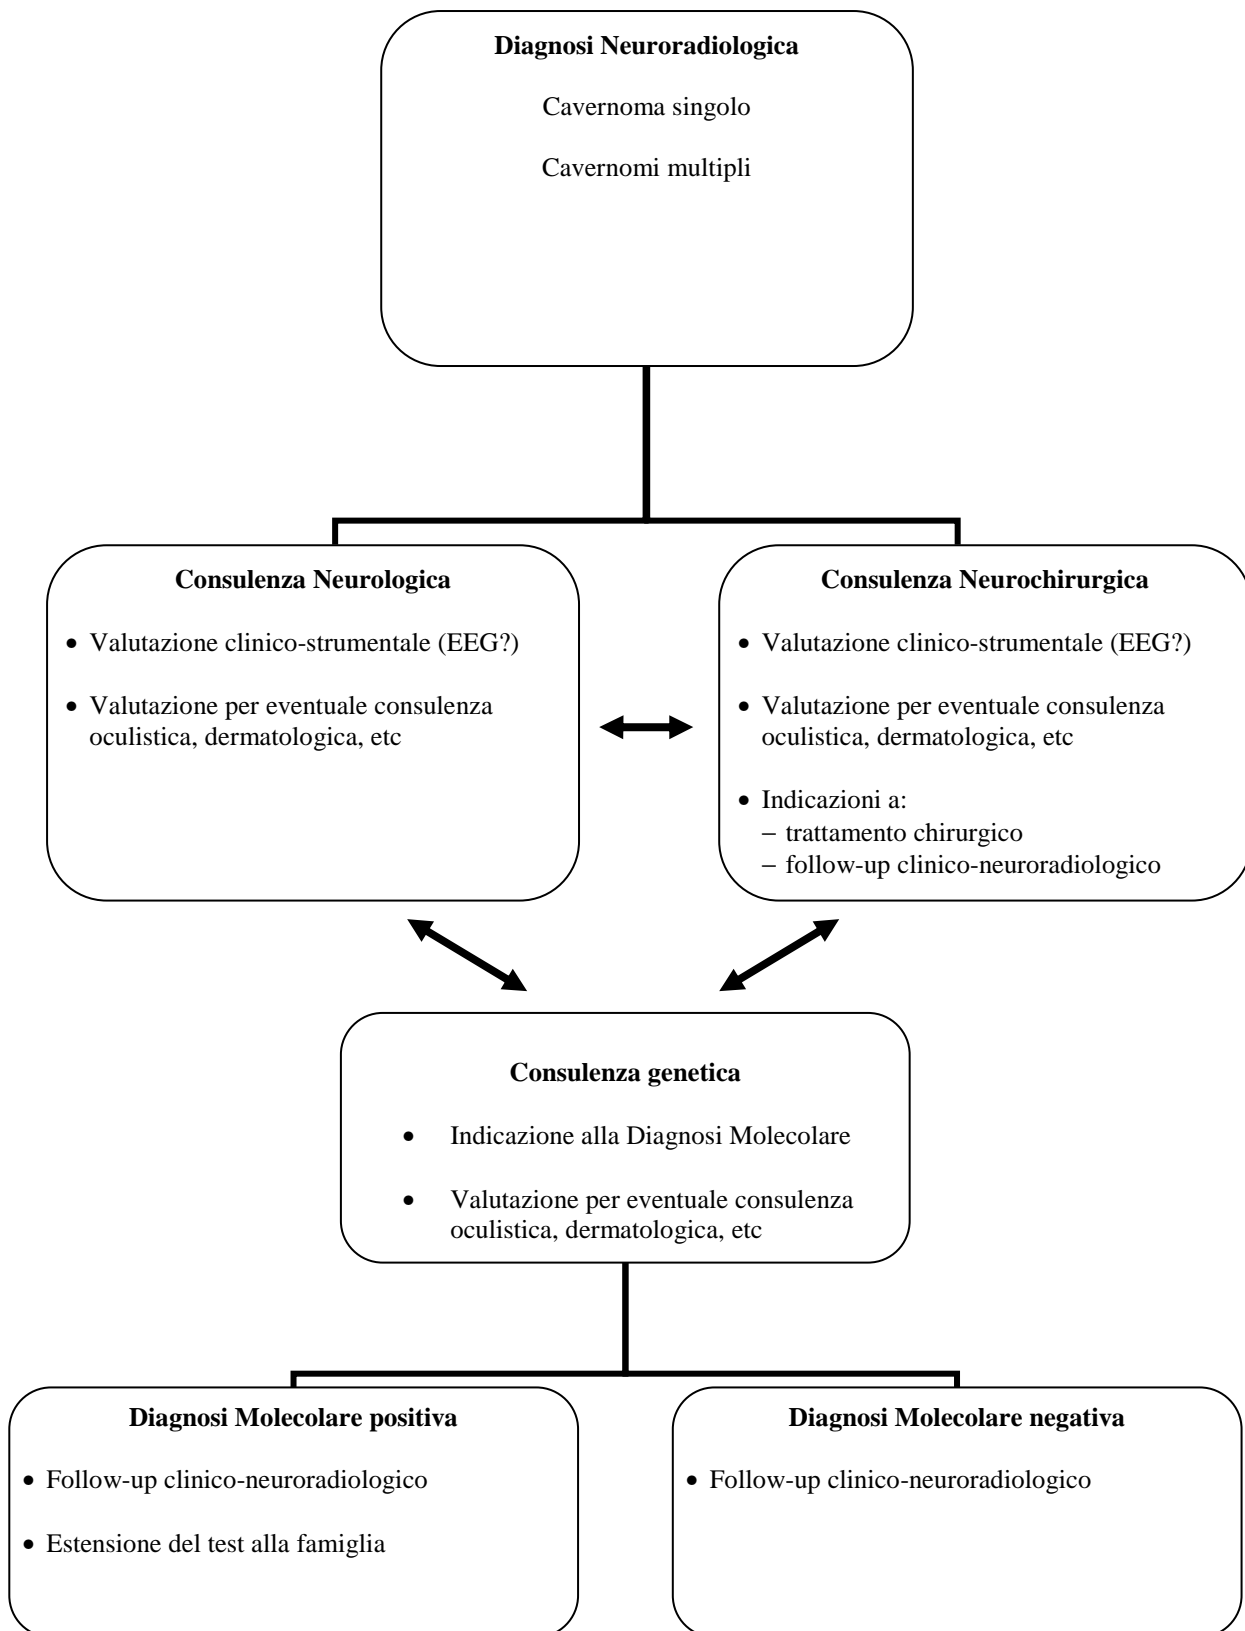 Diagnosi Neuroradiologica
Cavernoma singolo
Cavernomi multipli
Consulenza Neurologica
• Valutazione clinico-strumentale (EEG?)
• Valutazione per eventuale consulenza
oculistica, dermatologica, etc
Consulenza Neurochirurgica
• Valutazione clinico-strumentale (EEG?)
• Valutazione per eventuale consulenza
oculistica, dermatologica, etc
• Indicazioni a:
– trattamento chirurgico
– follow-up clinico-neuroradiologico
Consulenza genetica
• Indicazione alla Diagnosi Molecolare
• Valutazione per eventuale consulenza
oculistica, dermatologica, etc
Diagnosi Molecolare positiva
• Follow-up clinico-neuroradiologico
• Estensione del test alla famiglia
Diagnosi Molecolare negativa
• Follow-up clinico-neuroradiologico